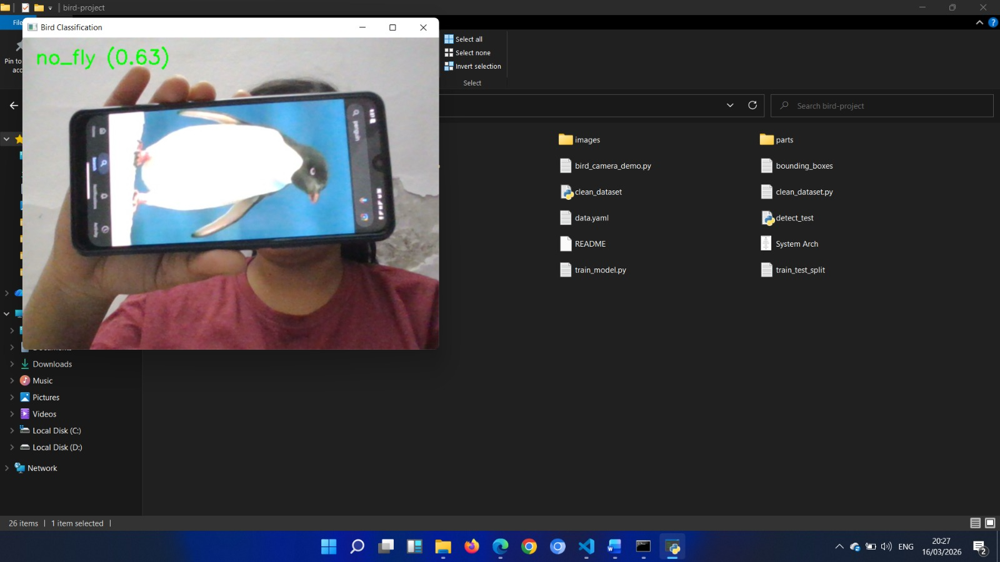 bird-project
File
Bird Classification
no_fly (0.63)
Pin to
acc
Select all
Select none
Invert selection
Select
Search bird-project
penguin
Search
images
parts
bird_camera_demo.py
bounding_boxes
clean_dataset
clean_dataset.py
data.yaml
detect_test
README
System Arch
train_model.py
train_test_split
Documents
Downloads
Music
Pictures
Videos
Local Disk (C:)
Local Disk (D:)
Network
26 items
1 item selected
ENG
20:27
16/03/2026
2